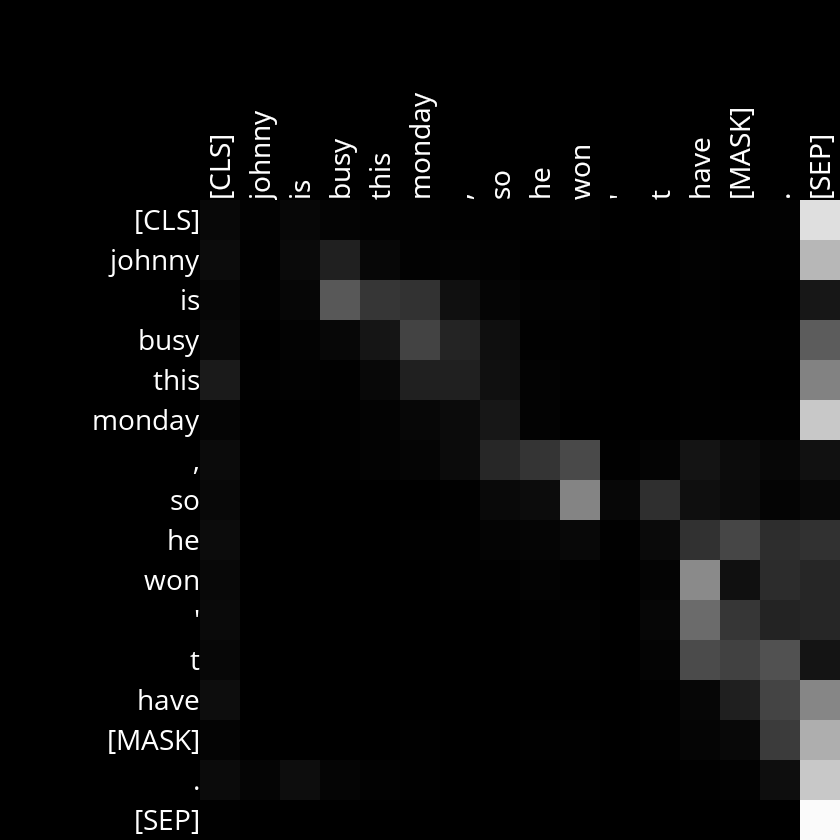 [CLS] johnny is busy this monday , so he won ' t have [MASK] . [SEP]
[CLS]
johnny
is
busy
this
monday
,
so
he
won
'
t
have
[MASK]
.
[SEP]